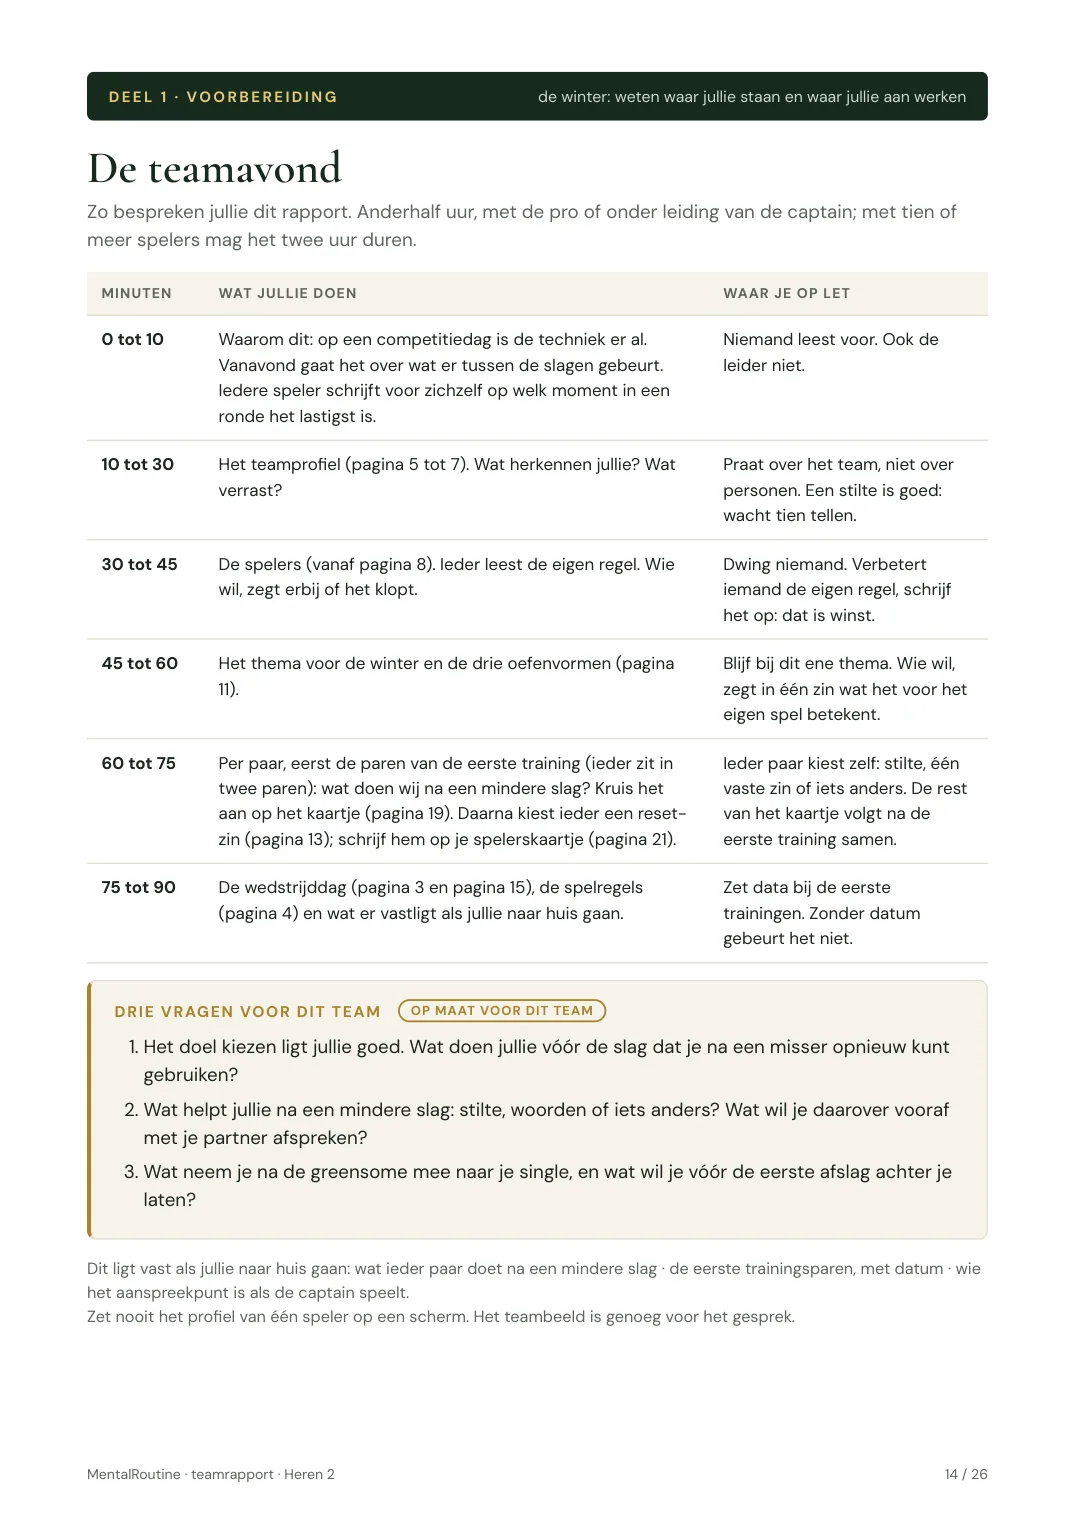 DEEL 1 · VOORBEREIDING
de winter: weten waar jullie staan en waar jullie aan werken
De teamavond
Zo bespreken jullie dit rapport. Anderhalf uur, met de pro of onder leiding van de captain; met tien of
meer spelers mag het twee uur duren.
MINUTEN WAT JULLIE DOEN WAAR JE OP LET
0 tot 10
Waarom dit: op een competitiedag is de techniek er al.
Vanavond gaat het over wat er tussen de slagen gebeurt.
Iedere speler schrijft voor zichzelf op welk moment in een
ronde het lastigst is.
Niemand leest voor. Ook de
leider niet.
10 tot 30
Het teamprofiel (pagina 5 tot 7). Wat herkennen jullie? Wat
verrast?
Praat over het team, niet over
personen. Een stilte is goed:
wacht tien tellen.
30 tot 45
De spelers (vanaf pagina 8). Ieder leest de eigen regel. Wie
wil, zegt erbij of het klopt.
Dwing niemand. Verbetert
iemand de eigen regel, schrijf
het op: dat is winst.
45 tot 60
Het thema voor de winter en de drie oefenvormen (pagina
11).
Blijf bij dit ene thema. Wie wil,
zegt in één zin wat het voor het
eigen spel betekent.
60 tot 75
Per paar, eerst de paren van de eerste training (ieder zit in
twee paren): wat doen wij na een mindere slag? Kruis het
aan op het kaartje (pagina 19). Daarna kiest ieder een reset-
zin (pagina 13); schrijf hem op je spelerskaartje (pagina 21).
Ieder paar kiest zelf: stilte, één
vaste zin of iets anders. De rest
van het kaartje volgt na de
eerste training samen.
75 tot 90
De wedstrijddag (pagina 3 en pagina 15), de spelregels
(pagina 4) en wat er vastligt als jullie naar huis gaan.
Zet data bij de eerste
trainingen. Zonder datum
gebeurt het niet.
DRIE VRAGEN VOOR DIT TEAM OP MAAT VOOR DIT TEAM
1. Het doel kiezen ligt jullie goed. Wat doen jullie vóór de slag dat je na een misser opnieuw kunt
gebruiken?
2. Wat helpt jullie na een mindere slag: stilte, woorden of iets anders? Wat wil je daarover vooraf
met je partner afspreken?
3. Wat neem je na de greensome mee naar je single, en wat wil je vóór de eerste afslag achter je
laten?
Dit ligt vast als jullie naar huis gaan: wat ieder paar doet na een mindere slag · de eerste trainingsparen, met datum · wie
het aanspreekpunt is als de captain speelt.
Zet nooit het profiel van één speler op een scherm. Het teambeeld is genoeg voor het gesprek.
MentalRoutine · teamrapport · Heren 2
14 / 26